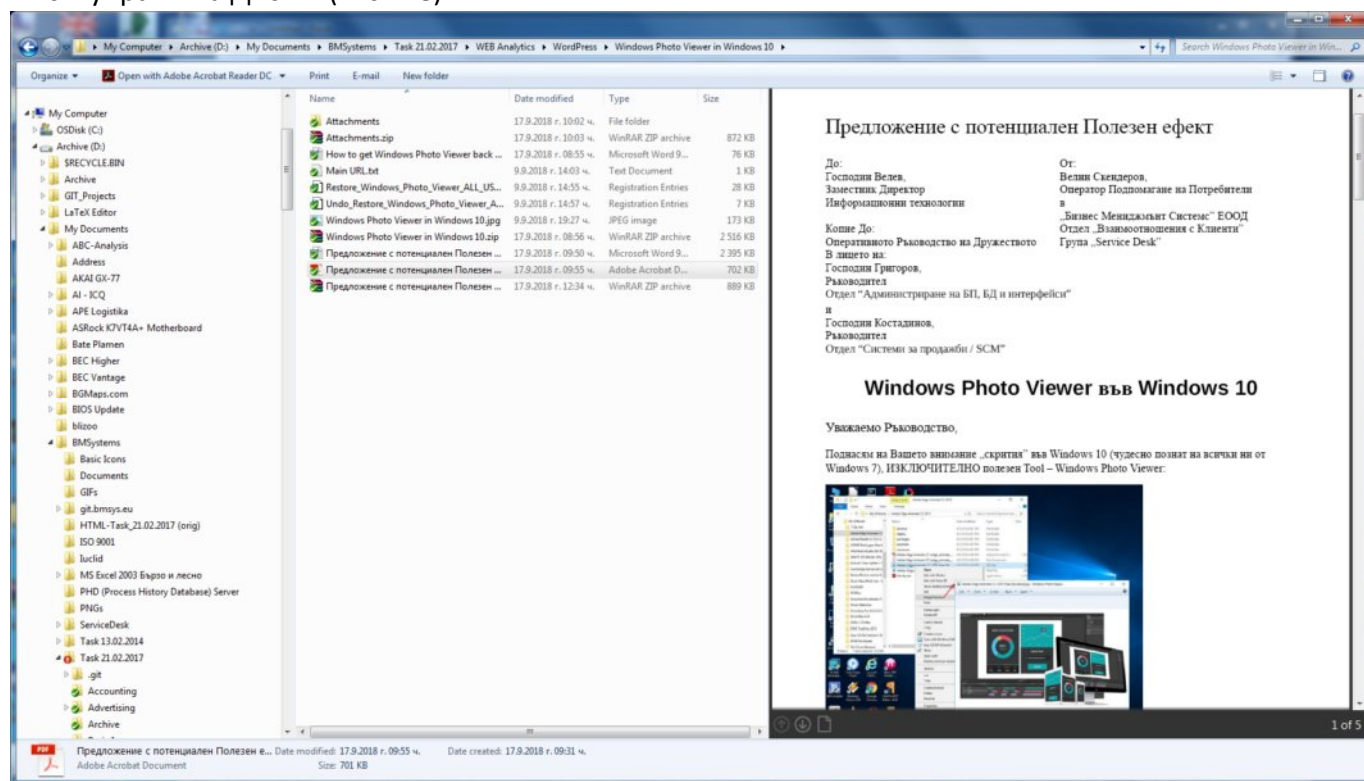 My Computer ▸ Archive (D:) ▸ My Documents ▸ BMSystems ▸ Task 21.02.2017 ▸ WEB Analytics ▸ WordPress ▸ Windows Photo Viewer in Windows 10 ▸
Search Windows Photo Viewer in Win...
Organize Open with Adobe Acrobat Reader DC Print E-mail New folder
My Computer
OSDisk (C:)
Archive (D:)
SRECYCLE.BIN
Archive
GIT_Projects
LaTeX Editor
My Documents
ABC-Analysis
Address
AKAI GX-77
AI - ICQ
APE Logistika
ASRock K7VT4A+ Motherboard
Bate Plamen
BEC Higher
BEC Vantage
BGMaps.com
BIOS Update
blizoo
BMSystems
Basic Icons
Documents
GIFs
git.bmsys.eu
HTML-Task_21.02.2017 (orig)
ISO 9001
Iuclid
MS Excel 2003 Бързо и лесно
PHD (Process History Database) Server
PNGs
ServiceDesk
Task 13.02.2014
Task 21.02.2017
.git
Accounting
Advertising
Archive
Name Date modified Type Size
Attachments 17.9.2018 г. 10:02 ч. File folder
Attachments.zip 17.9.2018 г. 10:03 ч. WinRAR ZIP archive 872 KB
How to get Windows Photo Viewer back ... 17.9.2018 г. 08:55 ч. Microsoft Word 9... 76 KB
Main URL.txt 9.9.2018 г. 14:03 ч. Text Document 1 KB
Restore_Windows_Photo_Viewer_ALL_US... 9.9.2018 г. 14:55 ч. Registration Entries 28 KB
Undo_Restore_Windows_Photo_Viewer_A... 9.9.2018 г. 14:57 ч. Registration Entries 7 KB
Windows Photo Viewer in Windows 10.jpg 9.9.2018 г. 19:27 ч. JPEG image 173 KB
Windows Photo Viewer in Windows 10.zip 17.9.2018 г. 08:56 ч. WinRAR ZIP archive 2 516 KB
Предложение с потенциален Полезен ... 17.9.2018 г. 09:50 ч. Microsoft Word 9... 2 395 KB
Предложение с потенциален Полезен ... 17.9.2018 г. 09:55 ч. Adobe Acrobat D... 702 KB
Предложение с потенциален Полезен ... 17.9.2018 г. 12:34 ч. WinRAR ZIP archive 889 KB
Предложение с потенциален Полезен ефект
До:
Господин Велев,
Заместник Директор
Информационни технологии
Копие До:
Оперативното Ръководство на Дружеството
В лицето на:
Господин Григоров,
Ръководител
Отдел “Администриране на БП, БД и интерфейси”
и
Господин Костадинов,
Ръководител
Отдел “Системи за продажби / SCM”
От:
Велин Скендеров,
Оператор Подпомагане на Потребители
в
„Бизнес Мениджмънт Системс” ЕООД
Отдел „Взаимоотношения с Клиенти”
Група „Service Desk”
Windows Photo Viewer във Windows 10
Уважаемо Ръководство,
Поднасям на Вашето внимание „скрития” във Windows 10 (чудесно познат на всички ни от
Windows 7), ИЗКЛЮЧИТЕЛНО полезен Tool – Windows Photo Viewer:
1 of 5
Предложение с потенциален Полезен е... Date modified: 17.9.2018 г. 09:55 ч. Date created: 17.9.2018 г. 09:31 ч.
Adobe Acrobat Document Size: 701 KB